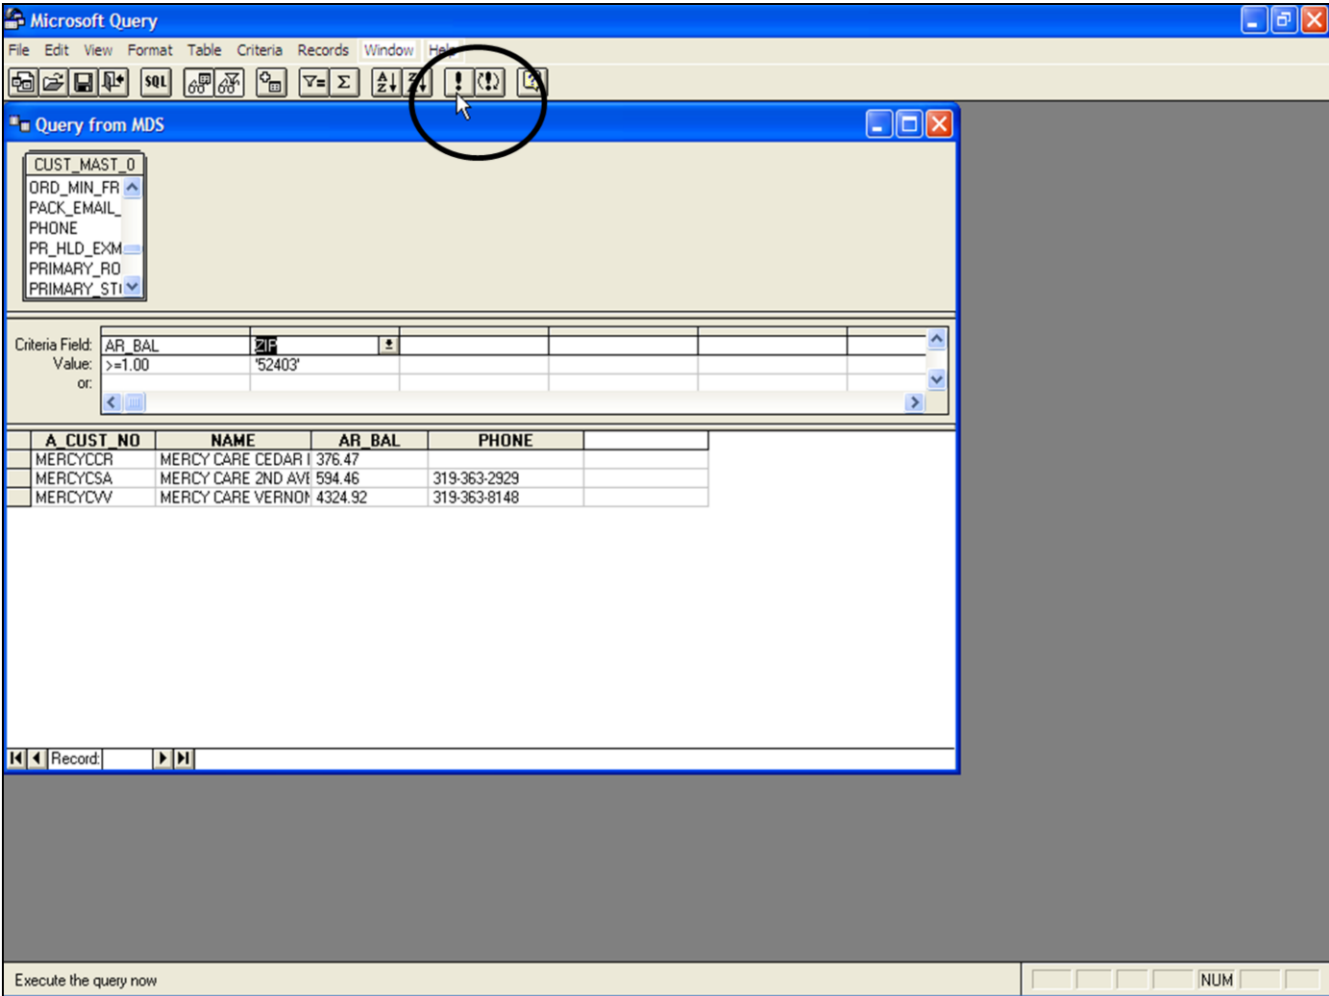 Microsoft Query
File Edit View Format Table Criteria Records Window Help
SQL
Query from MDS
CUST_MAST_0
ORD_MIN_FR
PACK_EMAIL_
PHONE
PR_HLD_EXM
PRIMARY_RO
PRIMARY_ST
Criteria Field: AR_BAL ZIP
Value: >=1.00 '52403'
or:
A_CUST_NO NAME AR_BAL PHONE
MERCYCCR MERCY CARE CEDAR 376.47
MERCYCSA MERCY CARE 2ND AVE 594.46 319-363-2929
MERCYCVV MERCY CARE VERNON 4324.92 319-363-8148
Record:
Execute the query now NUM